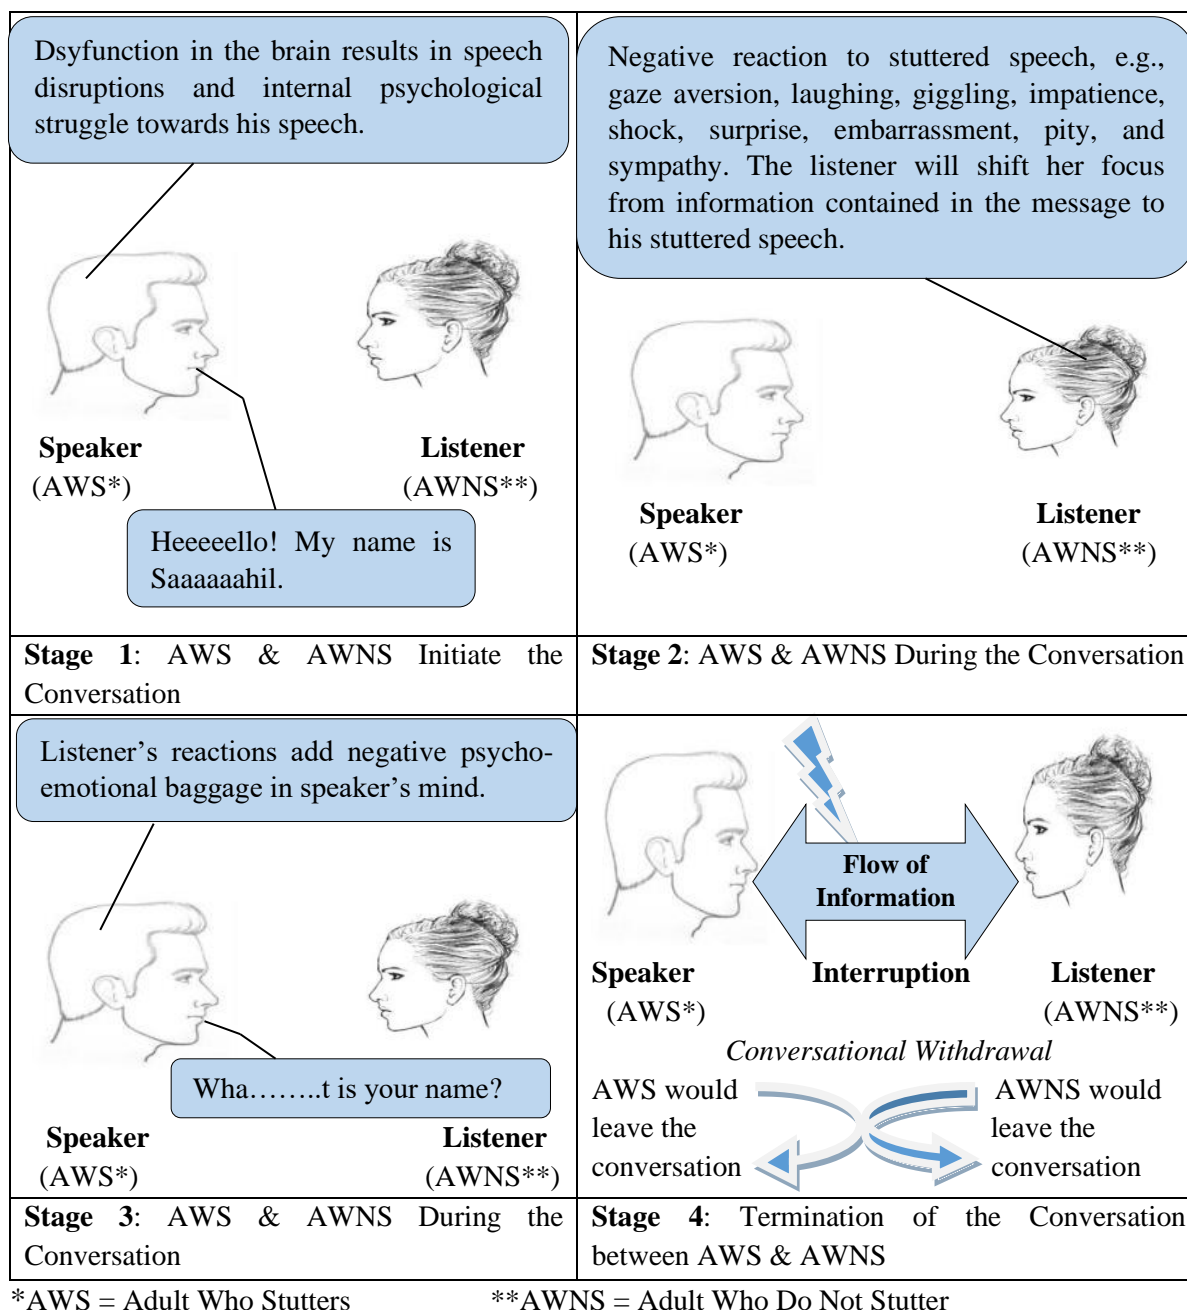 Dsyfunction in the brain results in speech
disruptions and internal psychological
struggle towards his speech.
Speaker
(AWS*)
Listener
(AWNS**)
Heeeeello! My name is
Saaaaaahil.
Stage 1: AWS & AWNS Initiate the
Conversation
Negative reaction to stuttered speech, e.g.,
gaze aversion, laughing, giggling, impatience,
shock, surprise, embarrassment, pity, and
sympathy. The listener will shift her focus
from information contained in the message to
his stuttered speech.
Speaker
(AWS*)
Listener
(AWNS**)
Stage 2: AWS & AWNS During the Conversation
Listener’s reactions add negative psycho-
emotional baggage in speaker’s mind.
Wha……..t is your name?
Speaker
(AWS*)
Listener
(AWNS**)
Stage 3: AWS & AWNS During the
Conversation
Flow of
Information
Speaker
(AWS*)
Interruption
Listener
(AWNS**)
Conversational Withdrawal
AWS would
leave the
conversation
AWNS would
leave the
conversation
Stage 4: Termination of the Conversation
between AWS & AWNS
*AWS = Adult Who Stutters
**AWNS = Adult Who Do Not Stutter